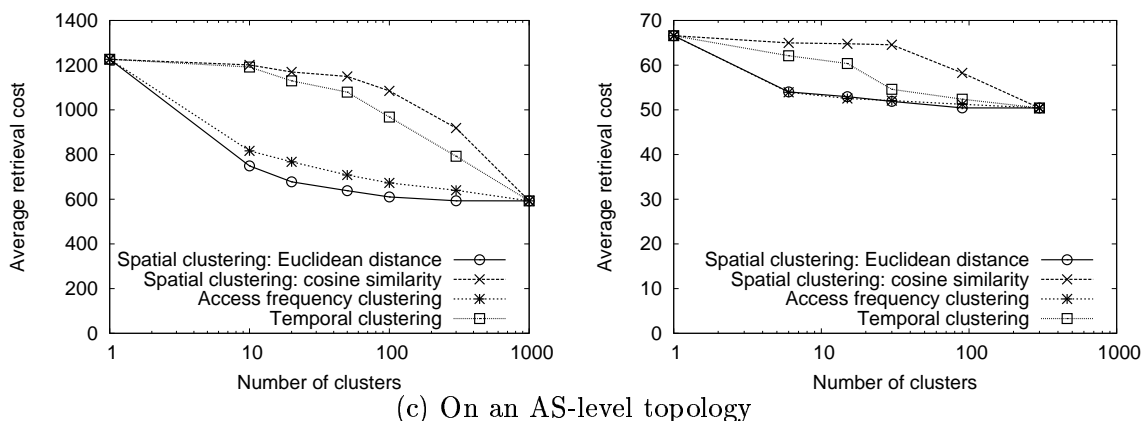 1400
1200
1000
800
600
400
200
0
Average retrieval cost
Spatial clustering: Euclidean distance
Spatial clustering: cosine similarity
Access frequency clustering
Temporal clustering
1 10 100 1000
Number of clusters
70
60
50
40
30
20
10
0
Average retrieval cost
Spatial clustering: Euclidean distance
Spatial clustering: cosine similarity
Access frequency clustering
Temporal clustering
1 10 100 1000
Number of clusters
(c) On an AS-level topology